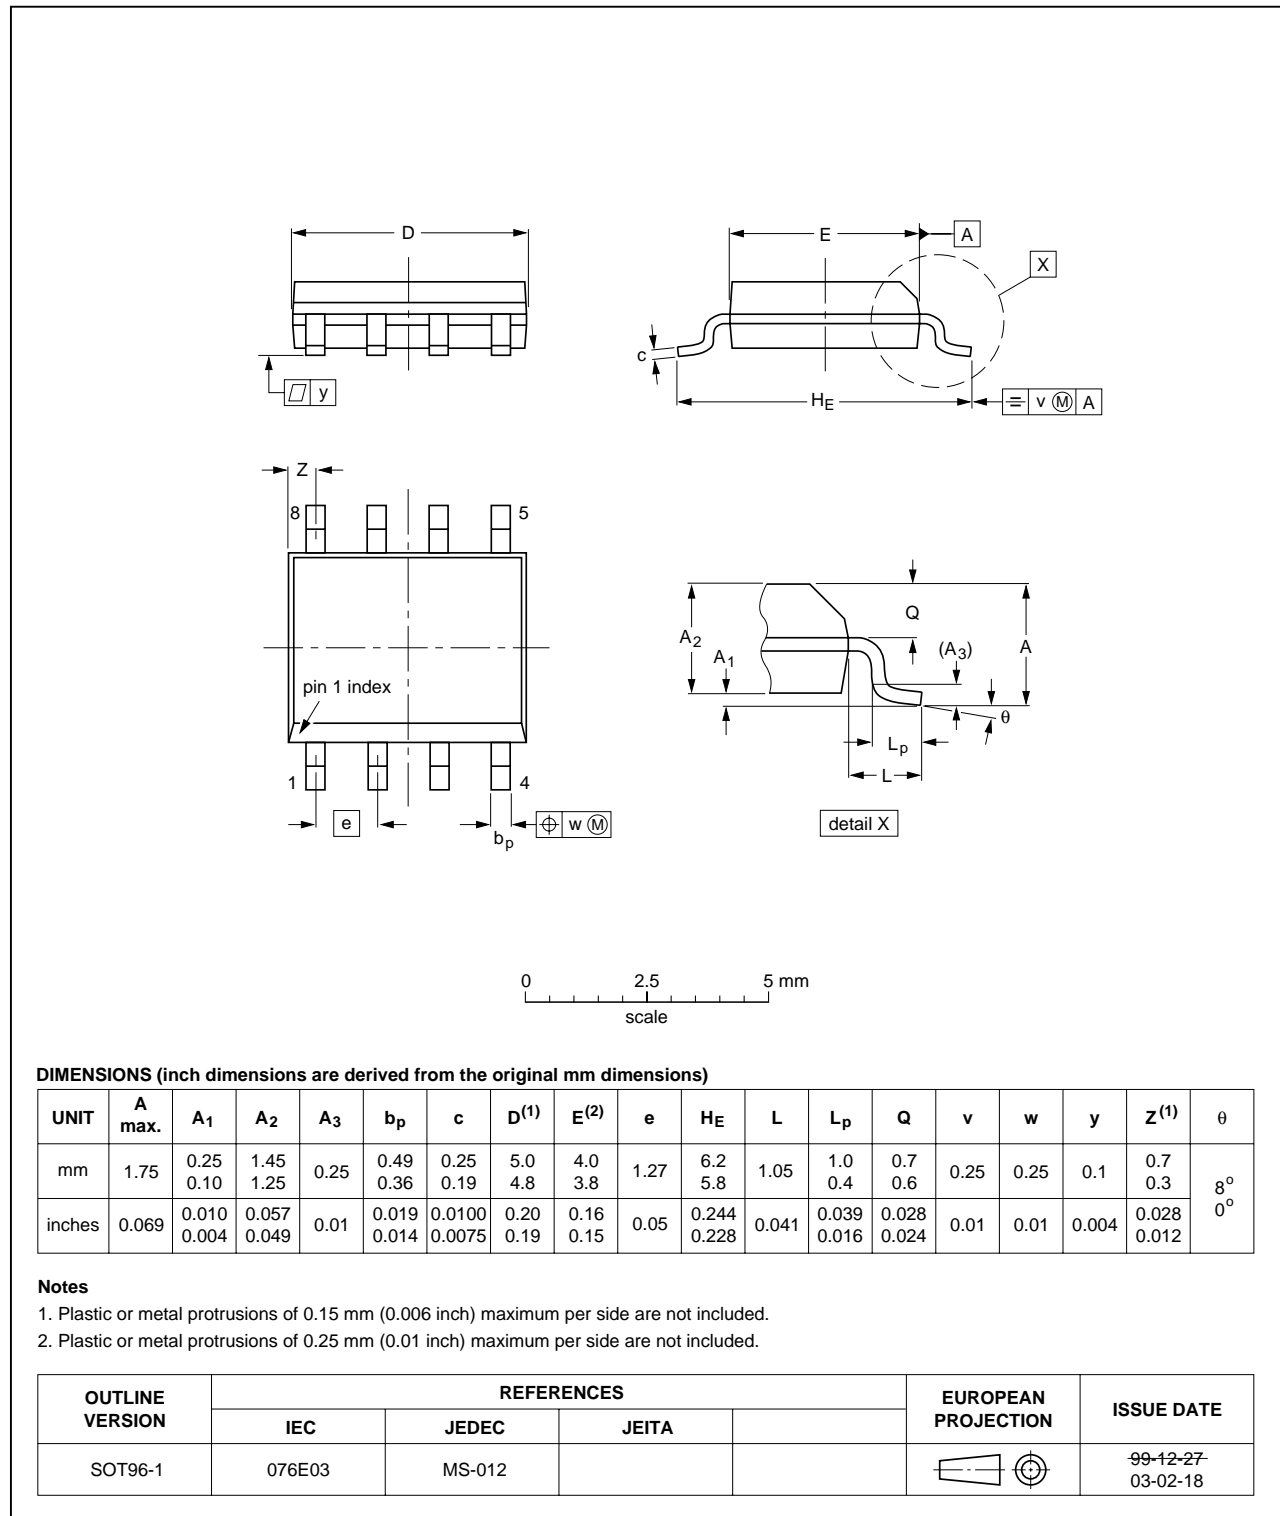 D
E
A
X
c
y
HE
v Ⓜ A
Z
8
5
pin 1 index
1
4
e
bp
w Ⓜ
Q
A2
A1
(A3)
A
θ
Lp
L
detail X
0 2.5 5 mm
scale
DIMENSIONS (inch dimensions are derived from the original mm dimensions)
UNIT A max. A1 A2 A3 bp c D(1) E(2) e HE L Lp Q v w y Z(1) θ
mm 1.75 0.25 0.10 1.45 1.25 0.25 0.49 0.36 0.25 0.19 5.0 4.8 4.0 3.8 1.27 6.2 5.8 1.05 1.0 0.4 0.7 0.6 0.25 0.25 0.1 0.7 0.3 8o 0o
inches 0.069 0.010 0.004 0.057 0.049 0.01 0.019 0.014 0.0100 0.0075 0.20 0.19 0.16 0.15 0.05 0.244 0.228 0.041 0.039 0.016 0.028 0.024 0.01 0.01 0.004 0.028 0.012
Notes
1. Plastic or metal protrusions of 0.15 mm (0.006 inch) maximum per side are not included.
2. Plastic or metal protrusions of 0.25 mm (0.01 inch) maximum per side are not included.
OUTLINE VERSION REFERENCES EUROPEAN PROJECTION ISSUE DATE
IEC JEDEC JEITA
SOT96-1 076E03 MS-012 99-12-27
03-02-18